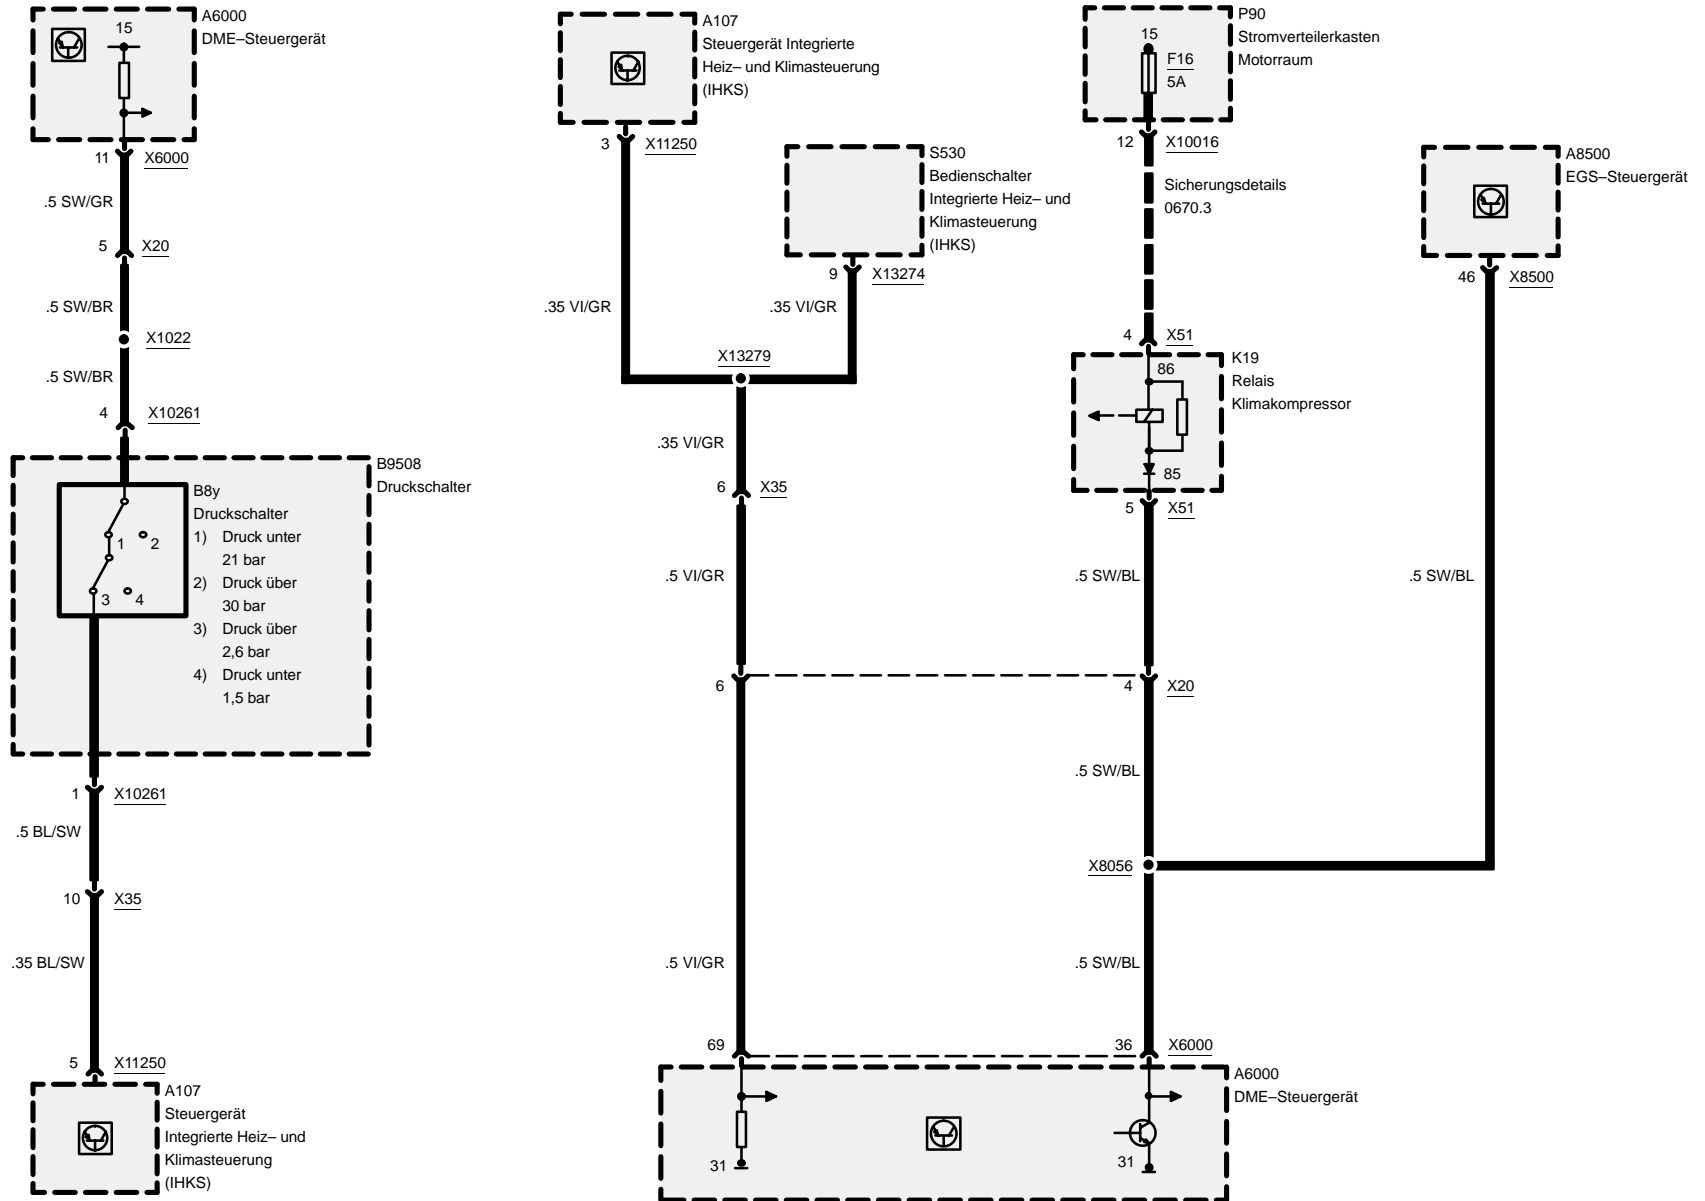 A6000
DME–Steuergerät
15
11 X6000
.5 SW/GR
5 X20
.5 SW/BR
X1022
.5 SW/BR
4 X10261
B9508
Druckschalter
B8y
Druckschalter
1) Druck unter
21 bar
2) Druck über
30 bar
3) Druck über
2,6 bar
4) Druck unter
1,5 bar
1 2
3 4
1 X10261
.5 BL/SW
10 X35
.35 BL/SW
5 X11250
A107
Steuergerät
Integrierte Heiz– und
Klimasteuerung
(IHKS)
A107
Steuergerät Integrierte
Heiz– und Klimasteuerung
(IHKS)
3 X11250
S530
Bedienschalter
Integrierte Heiz– und
Klimasteuerung
(IHKS)
9 X13274
.35 VI/GR
.35 VI/GR
X13279
.35 VI/GR
6 X35
.5 VI/GR
6
.5 VI/GR
69
P90
Stromverteilerkasten
Motorraum
15
F16
5A
12 X10016
Sicherungsdetails
0670.3
4 X51
K19
Relais
Klimakompressor
86
85
5 X51
.5 SW/BL
4 X20
.5 SW/BL
X8056
.5 SW/BL
36 X6000
A8500
EGS–Steuergerät
46 X8500
.5 SW/BL
A6000
DME–Steuergerät
31
31